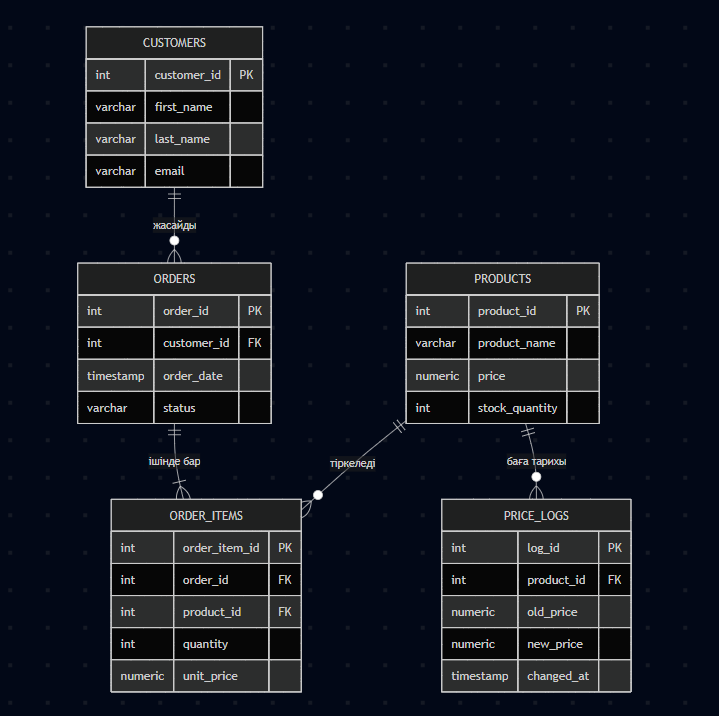 CUSTOMERS
int customer_id PK
varchar first_name
varchar last_name
varchar email
жасайды
ORDERS
int order_id PK
int customer_id FK
timestamp order_date
varchar status
PRODUCTS
int product_id PK
varchar product_name
numeric price
int stock_quantity
ішінде бар
тіркеледі
баға тарихы
ORDER_ITEMS
int order_item_id PK
int order_id FK
int product_id FK
int quantity
numeric unit_price
PRICE_LOGS
int log_id PK
int product_id FK
numeric old_price
numeric new_price
timestamp changed_at